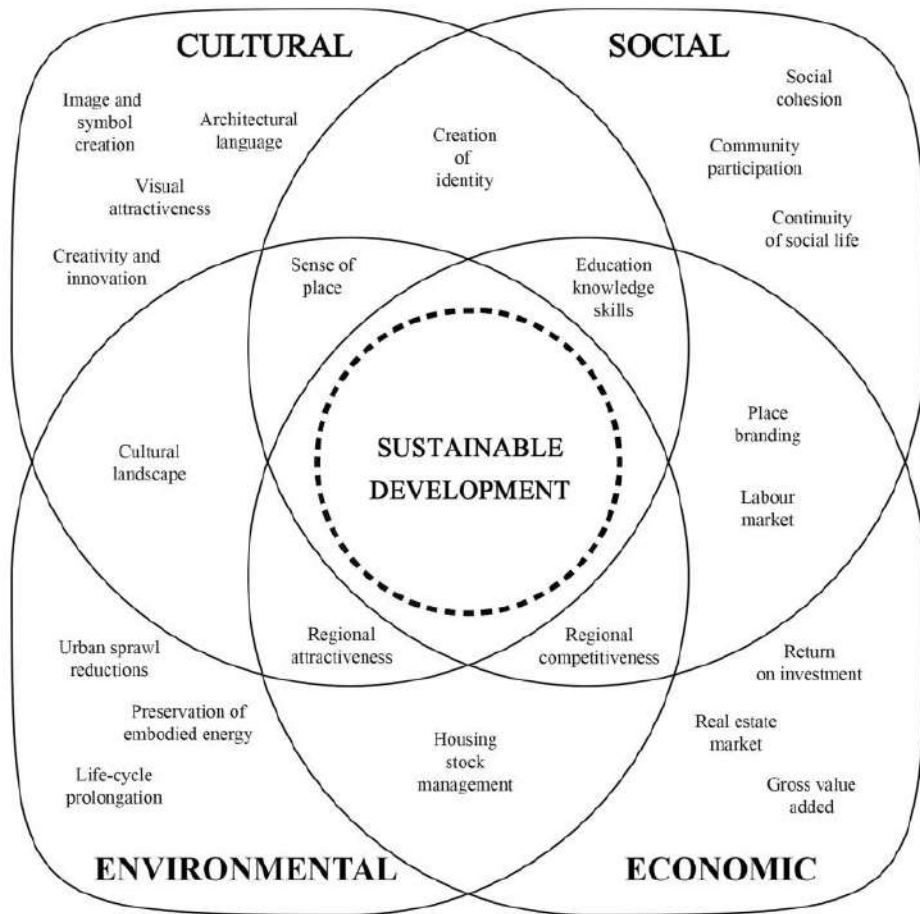 CULTURAL
SOCIAL
Image and
symbol
creation
Architectural
language
Visual
attractiveness
Creativity and
innovation
Creation
of
identity
Social
cohesion
Community
participation
Continuity
of social life
Sense of
place
Education
knowledge
skills
Cultural
landscape
SUSTAINABLE
DEVELOPMENT
Place
branding
Labour
market
Regional
attractiveness
Regional
competitiveness
Urban sprawl
reductions
Preservation of
embodied energy
Life-cycle
prolongation
Housing
stock
management
Return
on investment
Real estate
market
Gross value
added
ENVIRONMENTAL
ECONOMIC